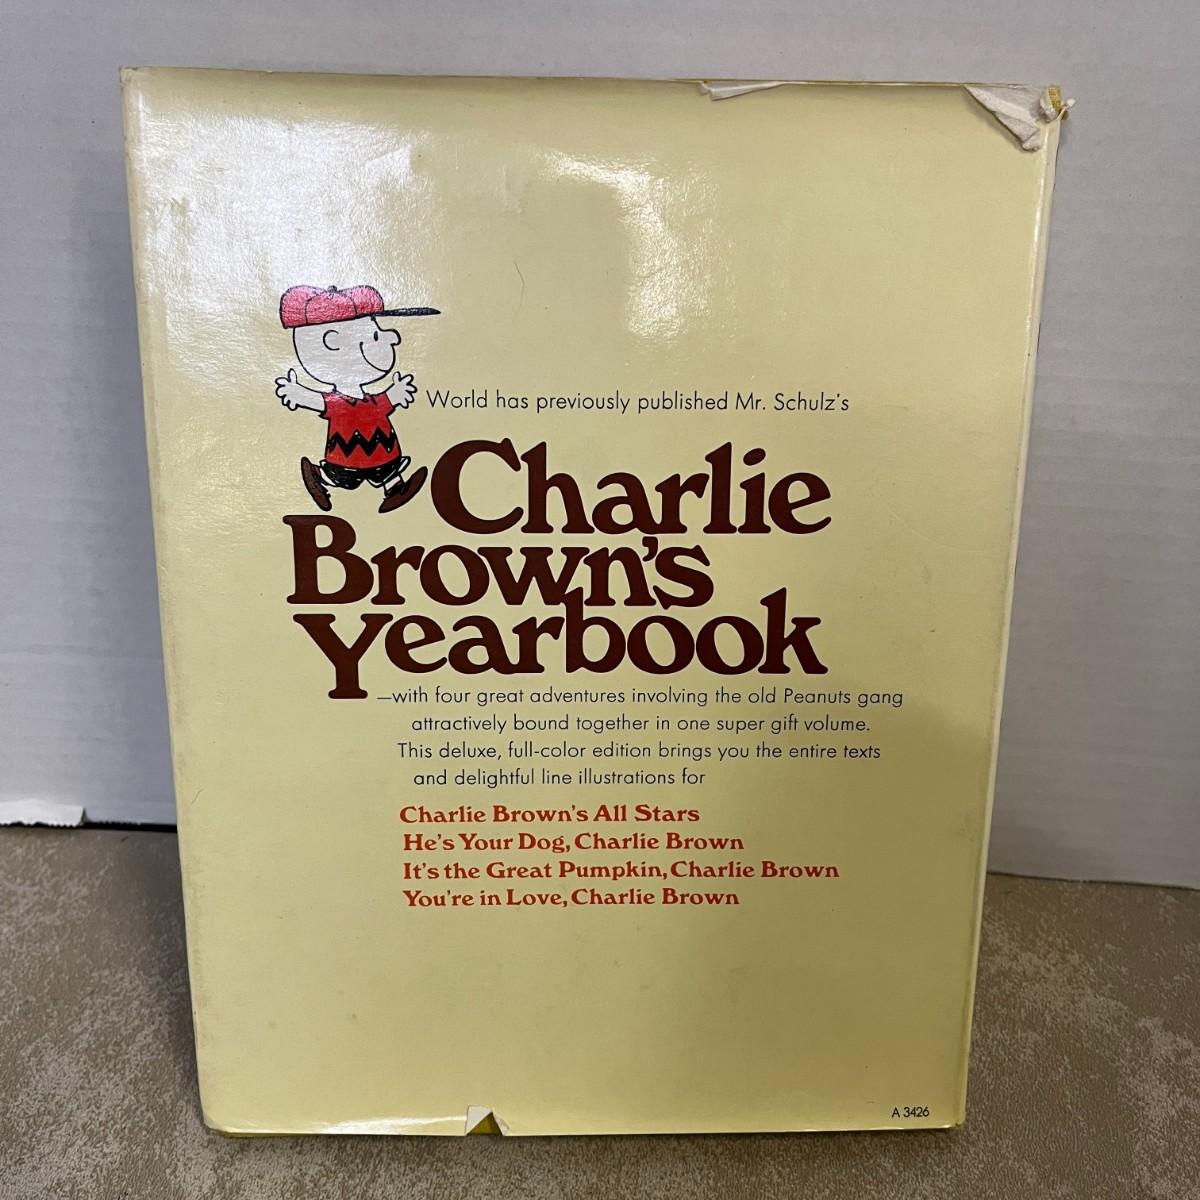 World has previously published Mr. Schulz's
Charlie
Brown's
Yearbook
—with four great adventures involving the old Peanuts gang
attractively bound together in one super gift volume.
This deluxe, full-color edition brings you the entire texts
and delightful line illustrations for
Charlie Brown's All Stars
He's Your Dog, Charlie Brown
It's the Great Pumpkin, Charlie Brown
You're in Love, Charlie Brown
A 3426